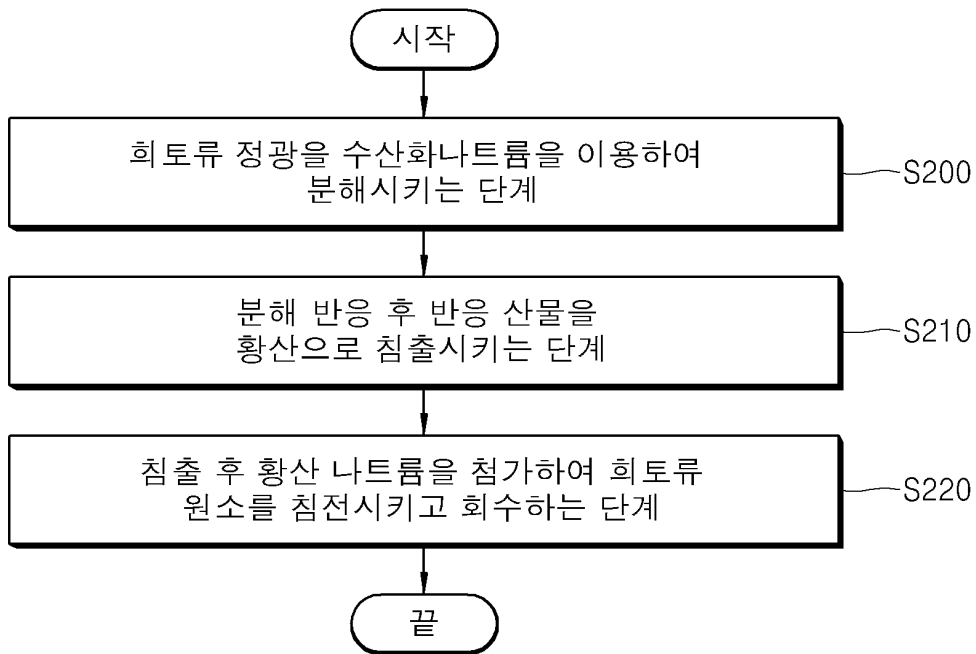 시작
희토류 정광을 수산화나트륨을 이용하여
분해시키는 단계
S200
분해 반응 후 반응 산물을
황산으로 침출시키는 단계
S210
침출 후 황산 나트륨을 첨가하여 희토류
원소를 침전시키고 회수하는 단계
S220
끝